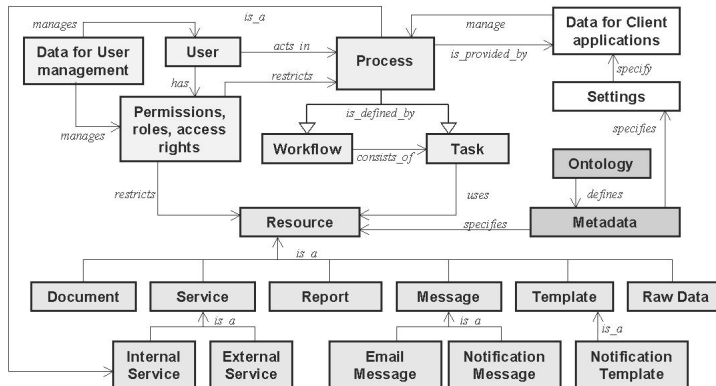 manages
is_a
manage
Data for User
management
User
acts_in
Process
is_provided_by
Data for Client
applications
has
restricts
specify
manages
Permissions,
roles, access
rights
is_defined_by
Settings
Workflow
consists_of
Task
specifies
Ontology
restricts
uses
defines
Resource
specifies
Metadata
is_a
Document
Service
Report
Message
Template
Raw Data
is_a
is_a
is_a
Internal
Service
External
Service
Email
Message
Notification
Message
Notification
Template